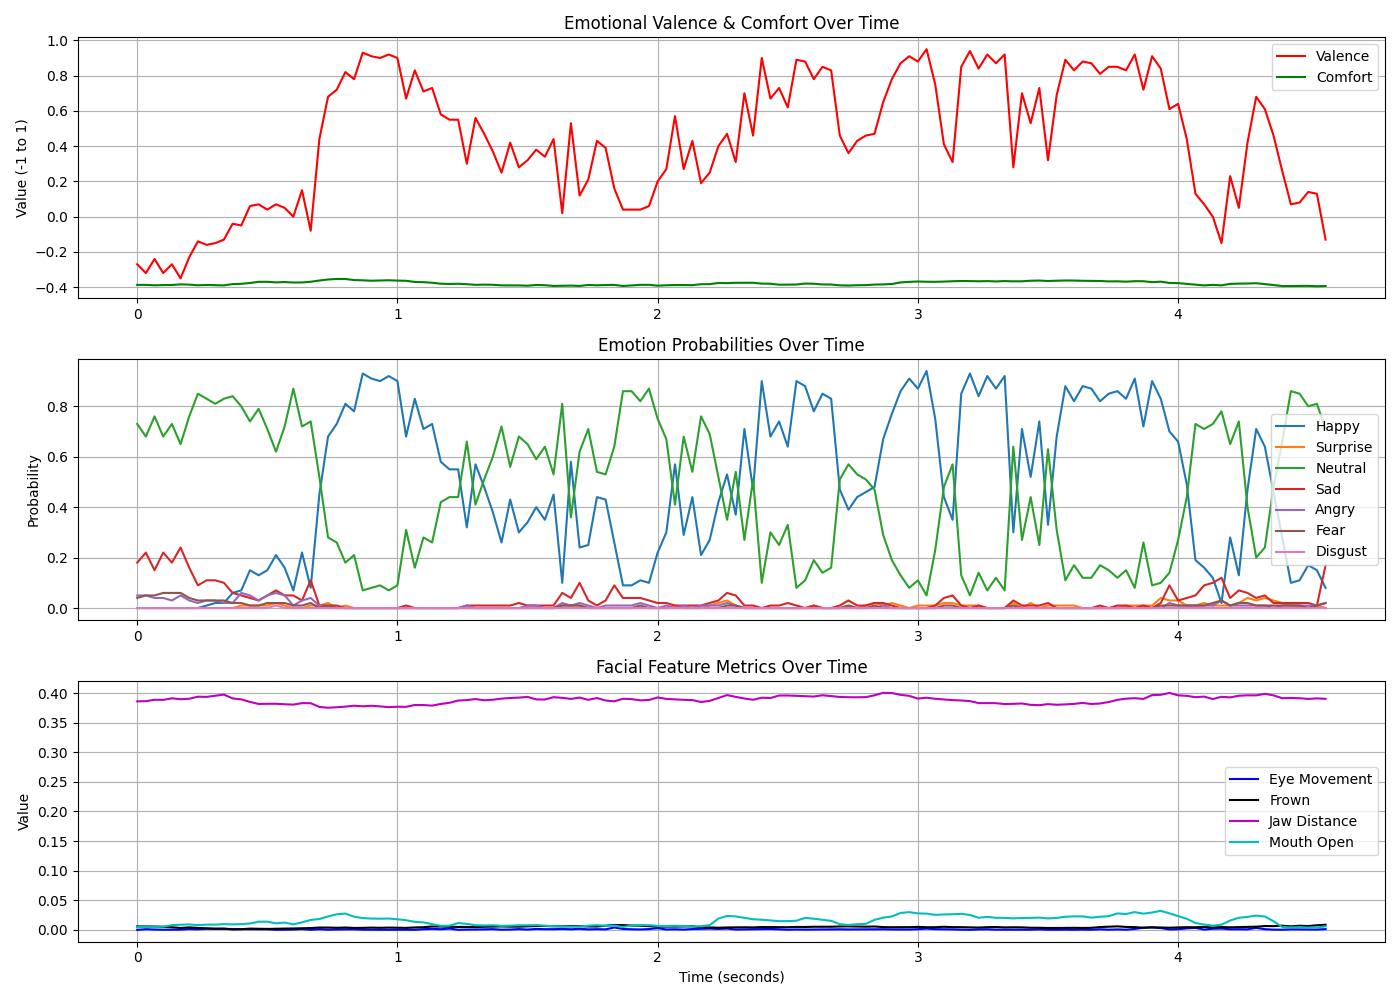 Emotional Valence & Comfort Over Time
Value (-1 to 1)
1.0
0.8
0.6
0.4
0.2
0.0
−0.2
−0.4
Valence
Comfort
0 1 2 3 4
Emotion Probabilities Over Time
Probability
0.8
0.6
0.4
0.2
0.0
Happy
Surprise
Neutral
Sad
Angry
Fear
Disgust
0 1 2 3 4
Facial Feature Metrics Over Time
Value
0.40
0.35
0.30
0.25
0.20
0.15
0.10
0.05
0.00
Eye Movement
Frown
Jaw Distance
Mouth Open
0 1 2 3 4
Time (seconds)